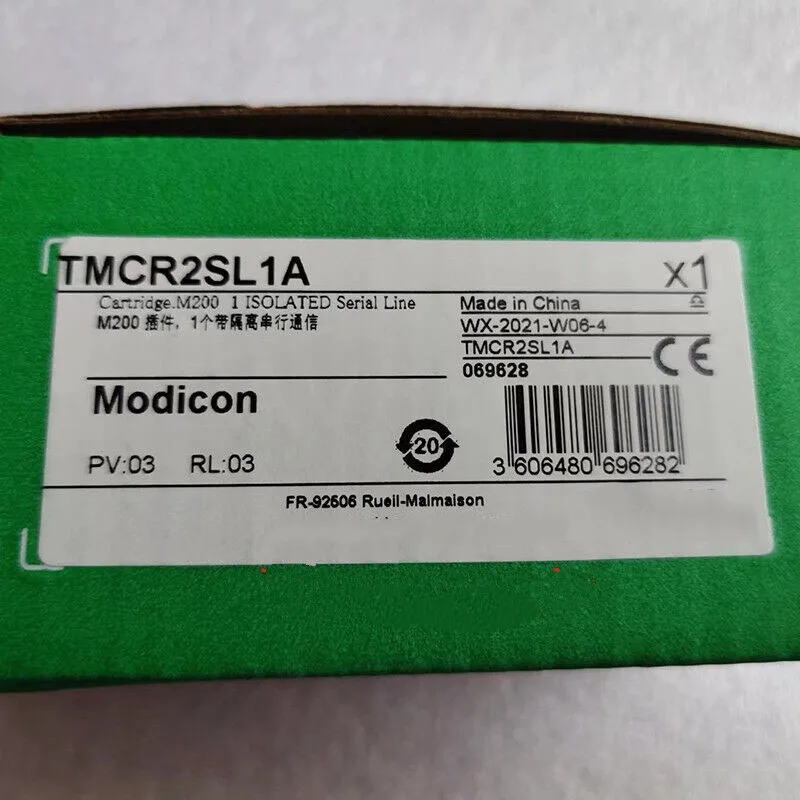 TMCR2SL1A x1
Cartridge.M200 1 ISOLATED Serial Line
M200 插件，1个带隔离串行通信
Made in China
WX-2021-W06-4
TMCR2SL1A
069628
CE
Modicon
20
PV:03 RL:03
3 606480 696282
FR-92506 Rueil-Malmaison